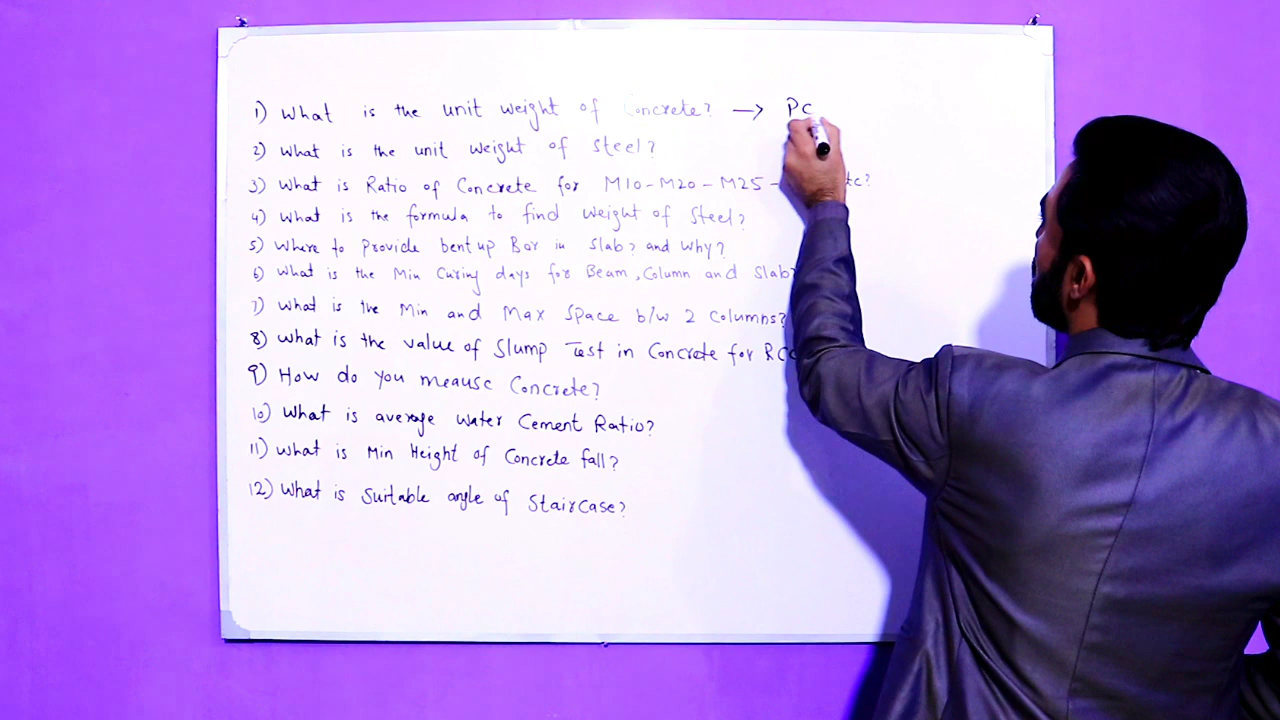 1) What is the unit weight of Concrete? → PC
2) What is the unit weight of Steel?
3) What is Ratio of Concrete for M10-M20-M25- etc?
4) What is the formula to find weight of Steel?
5) Where to provide bent up Bar in Slab? and Why?
6) What is the Min Curing days for Beam, Column and Slab?
7) What is the Min and Max Space b/w 2 Columns?
8) What is the value of Slump Test in Concrete for RCC
9) How do you meause Concrete?
10) What is average Water Cement Ratio?
11) What is Min Height of Concrete fall?
12) What is Suitable angle of Staircase?